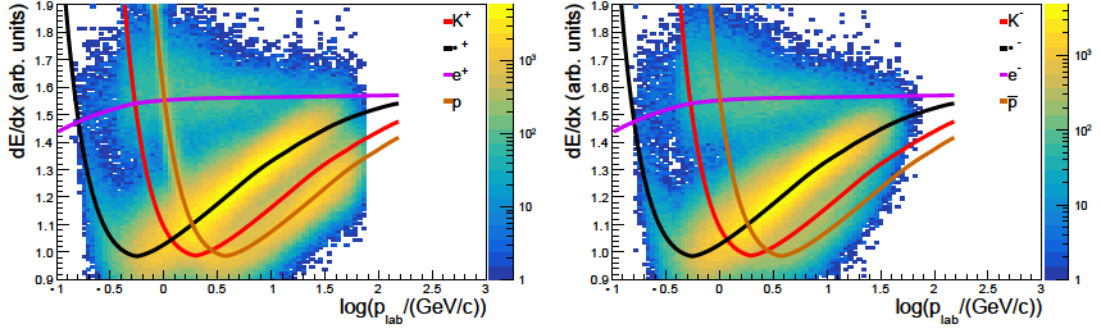 dE/dx (arb. units)
1.9
1.8
1.7
1.6
1.5
1.4
1.3
1.2
1.1
1.0
0.9
-1 -0.5 0 0.5 1 1.5 2 2.5 3
log(p_lab/(GeV/c))
K⁺
•⁺
e⁺
p
10³
10²
10
1
dE/dx (arb. units)
1.9
1.8
1.7
1.6
1.5
1.4
1.3
1.2
1.1
1.0
0.9
-1 -0.5 0 0.5 1 1.5 2 2.5 3
log(p_lab/(GeV/c))
K⁻
•⁻
e⁻
p̅
10³
10²
10
1